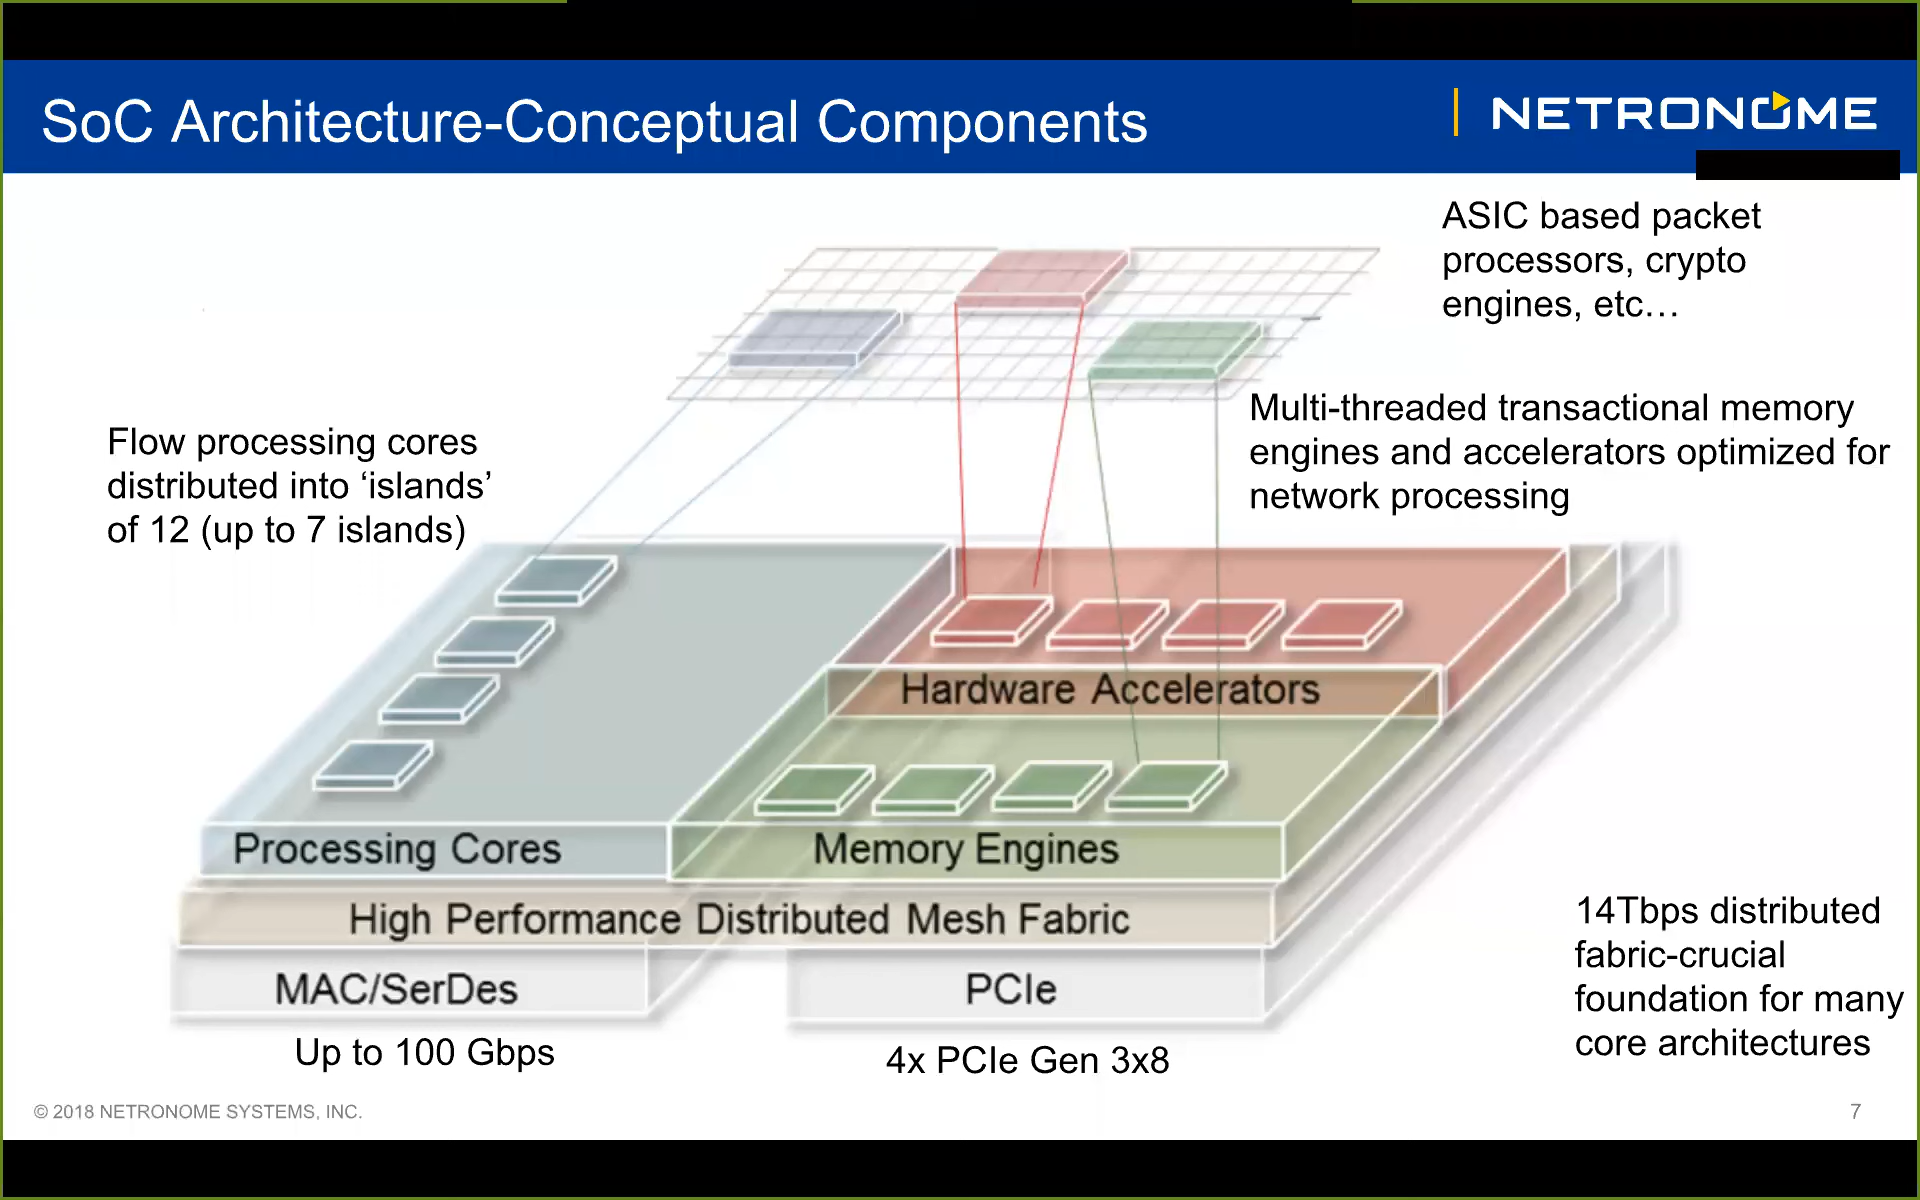 SoC Architecture-Conceptual Components
NETRONOME
ASIC based packet
processors, crypto
engines, etc…
Multi-threaded transactional memory
engines and accelerators optimized for
network processing
Flow processing cores
distributed into ‘islands’
of 12 (up to 7 islands)
Hardware Accelerators
Processing Cores
Memory Engines
High Performance Distributed Mesh Fabric
MAC/SerDes
PCIe
14Tbps distributed
fabric-crucial
foundation for many
core architectures
Up to 100 Gbps
4x PCIe Gen 3x8
© 2018 NETRONOME SYSTEMS, INC.
7